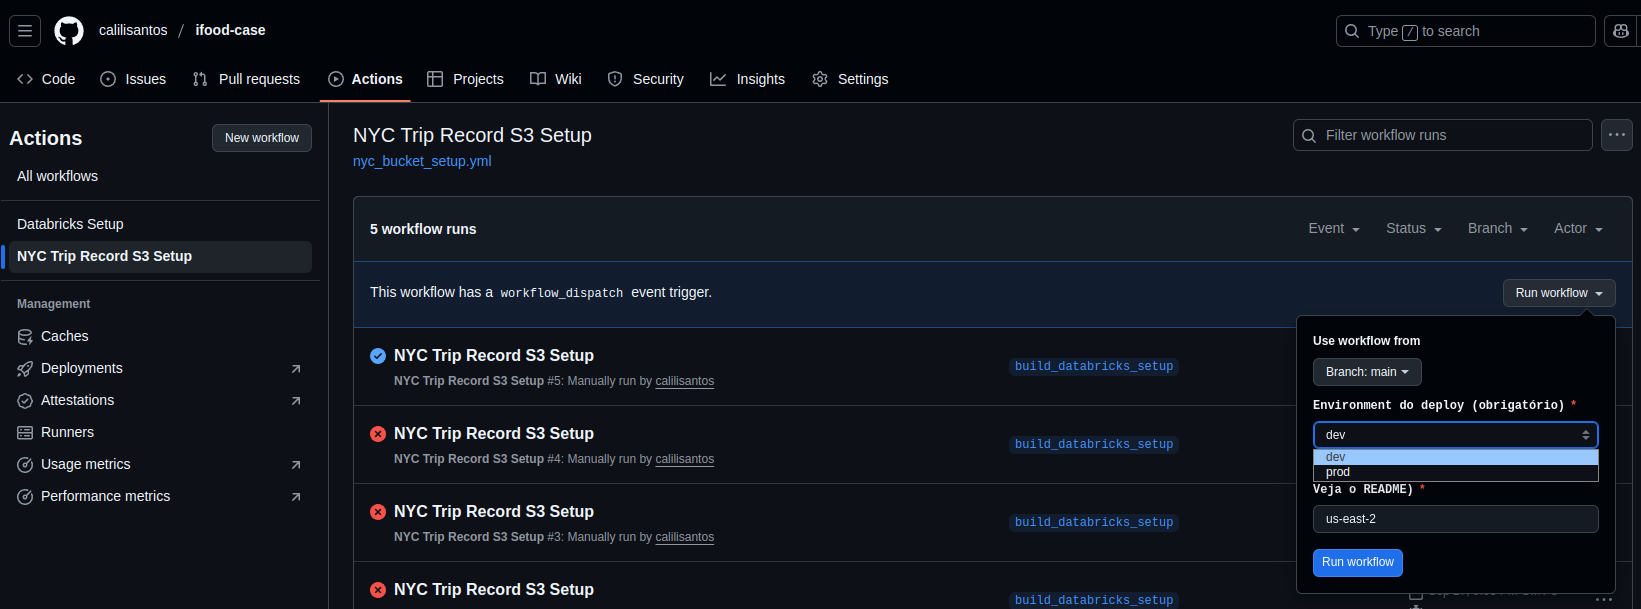 calilisantos / ifood-case
Type / to search
Code Issues Pull requests Actions Projects Wiki Security Insights Settings
Actions
New workflow
All workflows
Databricks Setup
NYC Trip Record S3 Setup
Management
Caches
Deployments
Attestations
Runners
Usage metrics
Performance metrics
NYC Trip Record S3 Setup
nyc_bucket_setup.yml
Filter workflow runs
5 workflow runs
Event Status Branch Actor
This workflow has a workflow_dispatch event trigger.
Run workflow
NYC Trip Record S3 Setup
NYC Trip Record S3 Setup #5: Manually run by calilisantos
build_databricks_setup
NYC Trip Record S3 Setup
NYC Trip Record S3 Setup #4: Manually run by calilisantos
build_databricks_setup
NYC Trip Record S3 Setup
NYC Trip Record S3 Setup #3: Manually run by calilisantos
build_databricks_setup
NYC Trip Record S3 Setup
build_databricks_setup
Use workflow from
Branch: main
Environment do deploy (obrigatório) *
dev
dev
prod
Veja o README) *
us-east-2
Run workflow